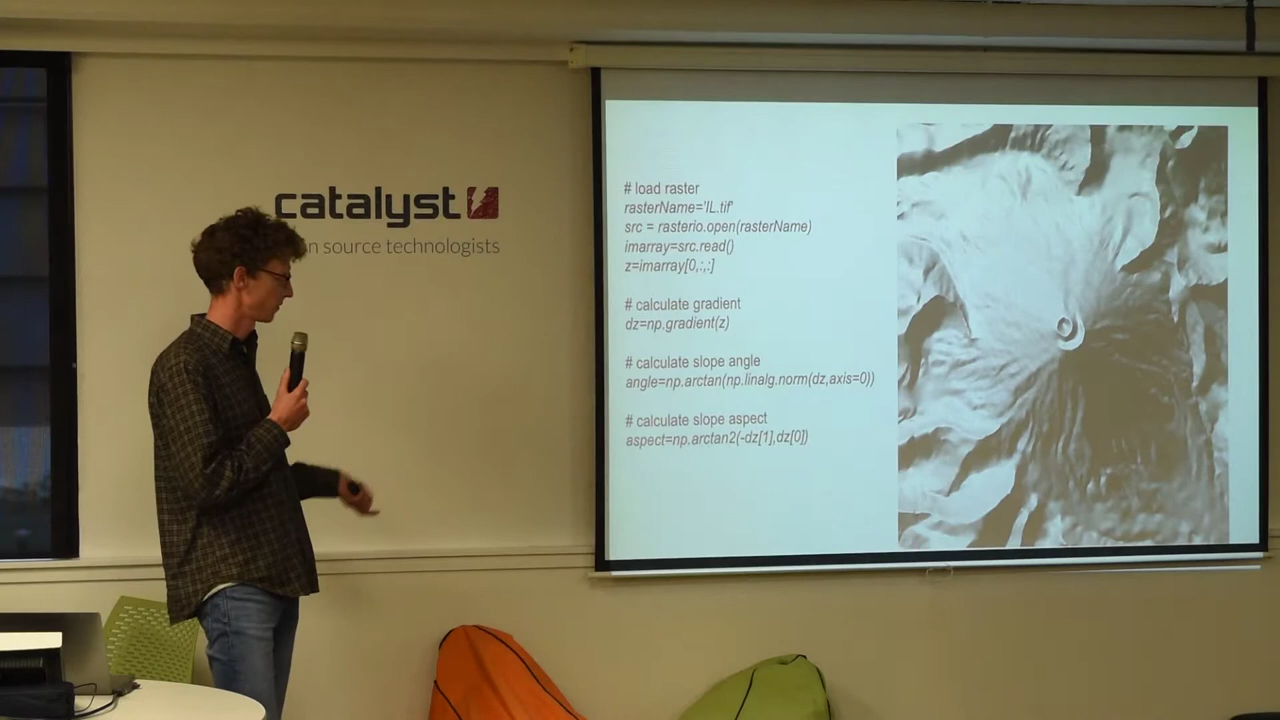 catalyst
n source technologists
# load raster
rasterName='IL.tif'
src = rasterio.open(rasterName)
imarray=src.read()
z=imarray[0,:,:]
# calculate gradient
dz=np.gradient(z)
# calculate slope angle
angle=np.arctan(np.linalg.norm(dz,axis=0))
# calculate slope aspect
aspect=np.arctan2(-dz[1],dz[0])